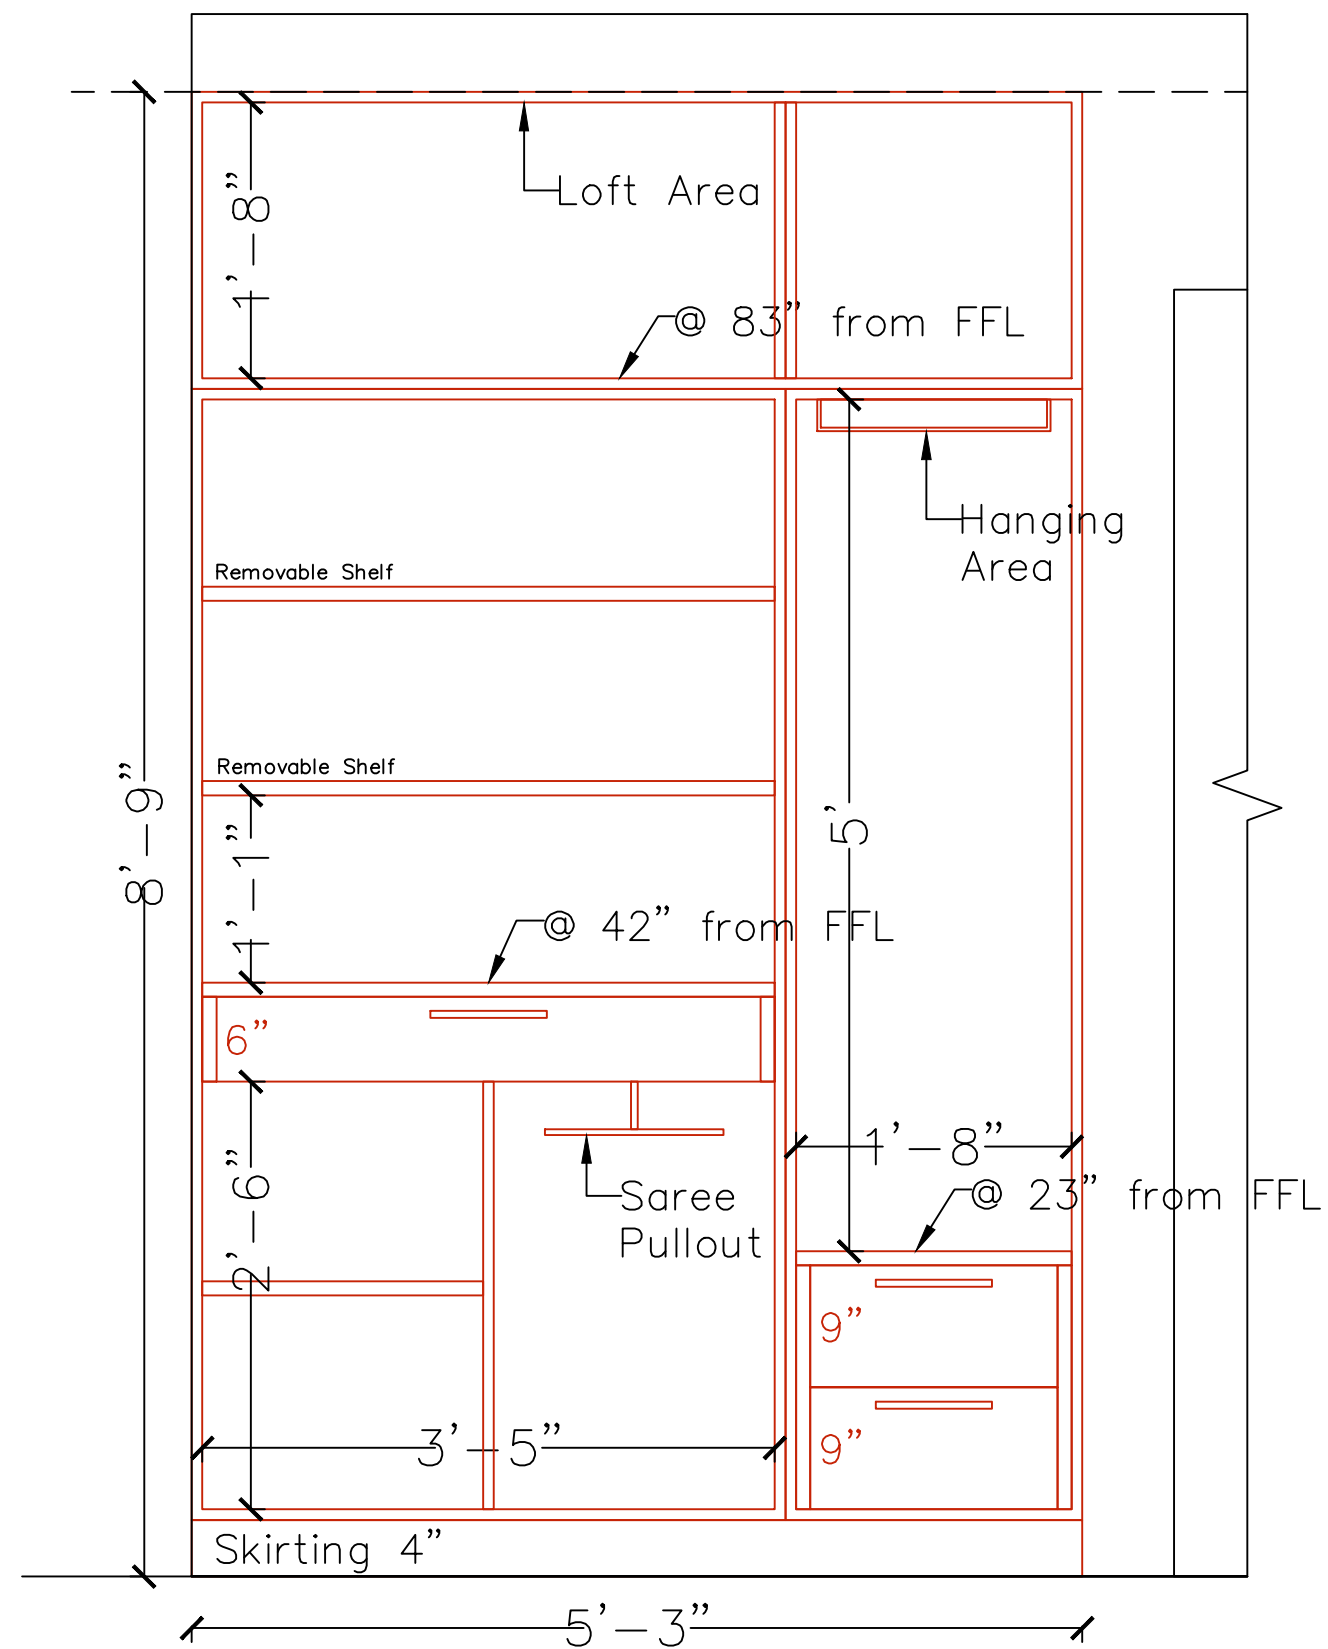 Loft Area
1'-8"
@ 83" from FFL
Hanging
Area
Removable Shelf
Removable Shelf
8'-9"
1'-1"
5'
@ 42" from FFL
6"
1'-8"
2'-6"
Saree
Pullout
@ 23" from FFL
9"
9"
3'-5"
Skirting 4"
5'-3"